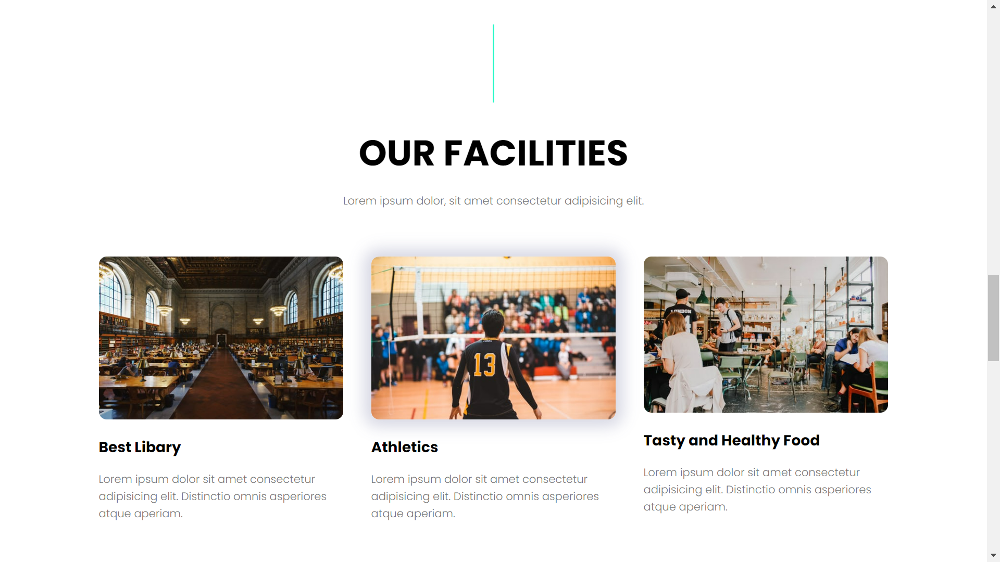 OUR FACILITIES
Lorem ipsum dolor, sit amet consectetur adipisicing elit.
LONDON
13
Best Libary
Lorem ipsum dolor sit amet consectetur
adipisicing elit. Distinctio omnis asperiores
atque aperiam.
Athletics
Lorem ipsum dolor sit amet consectetur
adipisicing elit. Distinctio omnis asperiores
atque aperiam.
Tasty and Healthy Food
Lorem ipsum dolor sit amet consectetur
adipisicing elit. Distinctio omnis asperiores
atque aperiam.